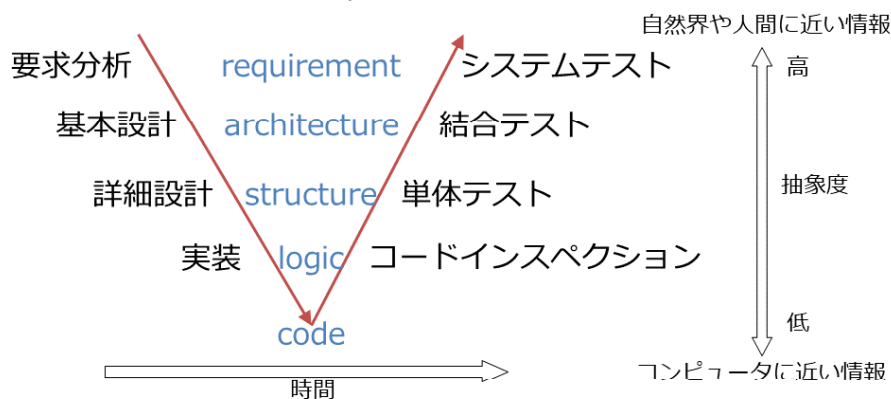 自然界や人間に近い情報
要求分析 requirement システムテスト 高
基本設計 architecture 結合テスト
詳細設計 structure 単体テスト 抽象度
実装 logic コードインスペクション
code 低
時間 コンピュータに近い情報